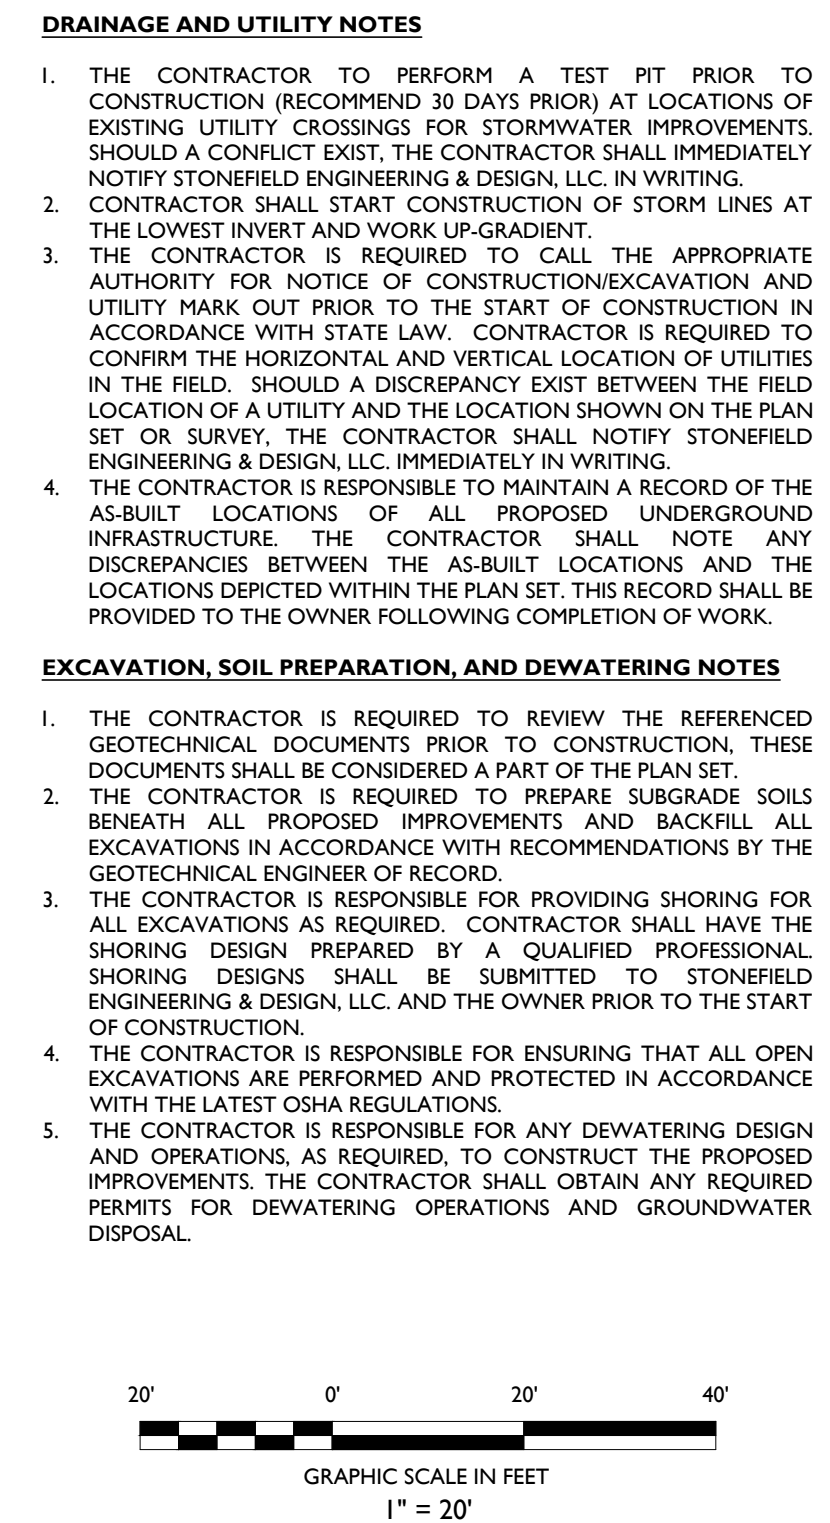 DRAINAGE AND UTILITY NOTES
1. THE CONTRACTOR TO PERFORM A TEST PIT PRIOR TO
CONSTRUCTION (RECOMMEND 30 DAYS PRIOR) AT LOCATIONS OF
EXISTING UTILITY CROSSINGS FOR STORMWATER IMPROVEMENTS.
SHOULD A CONFLICT EXIST, THE CONTRACTOR SHALL IMMEDIATELY
NOTIFY STONEFIELD ENGINEERING & DESIGN, LLC. IN WRITING.
2. CONTRACTOR SHALL START CONSTRUCTION OF STORM LINES AT
THE LOWEST INVERT AND WORK UP-GRADIENT.
3. THE CONTRACTOR IS REQUIRED TO CALL THE APPROPRIATE
AUTHORITY FOR NOTICE OF CONSTRUCTION/EXCAVATION AND
UTILITY MARK OUT PRIOR TO THE START OF CONSTRUCTION IN
ACCORDANCE WITH STATE LAW. CONTRACTOR IS REQUIRED TO
CONFIRM THE HORIZONTAL AND VERTICAL LOCATION OF UTILITIES
IN THE FIELD. SHOULD A DISCREPANCY EXIST BETWEEN THE FIELD
LOCATION OF A UTILITY AND THE LOCATION SHOWN ON THE PLAN
SET OR SURVEY, THE CONTRACTOR SHALL NOTIFY STONEFIELD
ENGINEERING & DESIGN, LLC. IMMEDIATELY IN WRITING.
4. THE CONTRACTOR IS RESPONSIBLE TO MAINTAIN A RECORD OF THE
AS-BUILT LOCATIONS OF ALL PROPOSED UNDERGROUND
INFRASTRUCTURE. THE CONTRACTOR SHALL NOTE ANY
DISCREPANCIES BETWEEN THE AS-BUILT LOCATIONS AND THE
LOCATIONS DEPICTED WITHIN THE PLAN SET. THIS RECORD SHALL BE
PROVIDED TO THE OWNER FOLLOWING COMPLETION OF WORK.
EXCAVATION, SOIL PREPARATION, AND DEWATERING NOTES
1. THE CONTRACTOR IS REQUIRED TO REVIEW THE REFERENCED
GEOTECHNICAL DOCUMENTS PRIOR TO CONSTRUCTION, THESE
DOCUMENTS SHALL BE CONSIDERED A PART OF THE PLAN SET.
2. THE CONTRACTOR IS REQUIRED TO PREPARE SUBGRADE SOILS
BENEATH ALL PROPOSED IMPROVEMENTS AND BACKFILL ALL
EXCAVATIONS IN ACCORDANCE WITH RECOMMENDATIONS BY THE
GEOTECHNICAL ENGINEER OF RECORD.
3. THE CONTRACTOR IS RESPONSIBLE FOR PROVIDING SHORING FOR
ALL EXCAVATIONS AS REQUIRED. CONTRACTOR SHALL HAVE THE
SHORING DESIGN PREPARED BY A QUALIFIED PROFESSIONAL.
SHORING DESIGNS SHALL BE SUBMITTED TO STONEFIELD
ENGINEERING & DESIGN, LLC. AND THE OWNER PRIOR TO THE START
OF CONSTRUCTION.
4. THE CONTRACTOR IS RESPONSIBLE FOR ENSURING THAT ALL OPEN
EXCAVATIONS ARE PERFORMED AND PROTECTED IN ACCORDANCE
WITH THE LATEST OSHA REGULATIONS.
5. THE CONTRACTOR IS RESPONSIBLE FOR ANY DEWATERING DESIGN
AND OPERATIONS, AS REQUIRED, TO CONSTRUCT THE PROPOSED
IMPROVEMENTS. THE CONTRACTOR SHALL OBTAIN ANY REQUIRED
PERMITS FOR DEWATERING OPERATIONS AND GROUNDWATER
DISPOSAL.
20' 0' 20' 40'
GRAPHIC SCALE IN FEET
1" = 20'